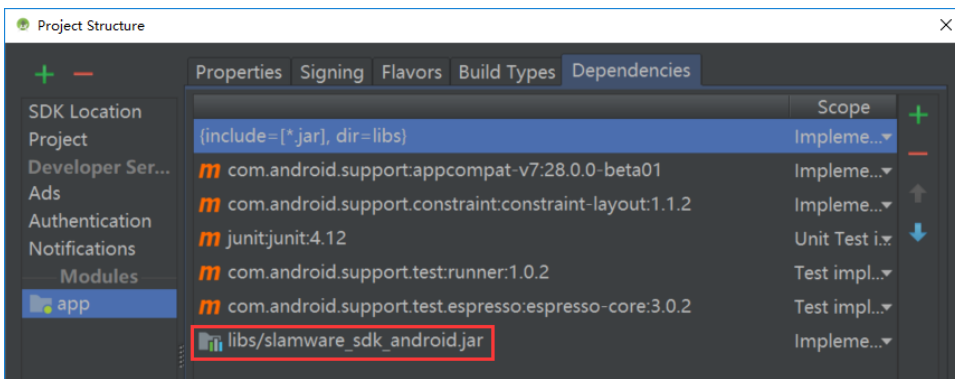 Project Structure
Properties Signing Flavors Build Types Dependencies
SDK Location
Project
Developer Ser...
Ads
Authentication
Notifications
Modules
app
Scope
{include=[*.jar], dir=libs} Impleme...
com.android.support:appcompat-v7:28.0.0-beta01 Impleme...
com.android.support.constraint:constraint-layout:1.1.2 Impleme...
junit:junit:4.12 Unit Test i...
com.android.support.test:runner:1.0.2 Test impl...
com.android.support.test.espresso:espresso-core:3.0.2 Test impl...
libs/slamware_sdk_android.jar Impleme...